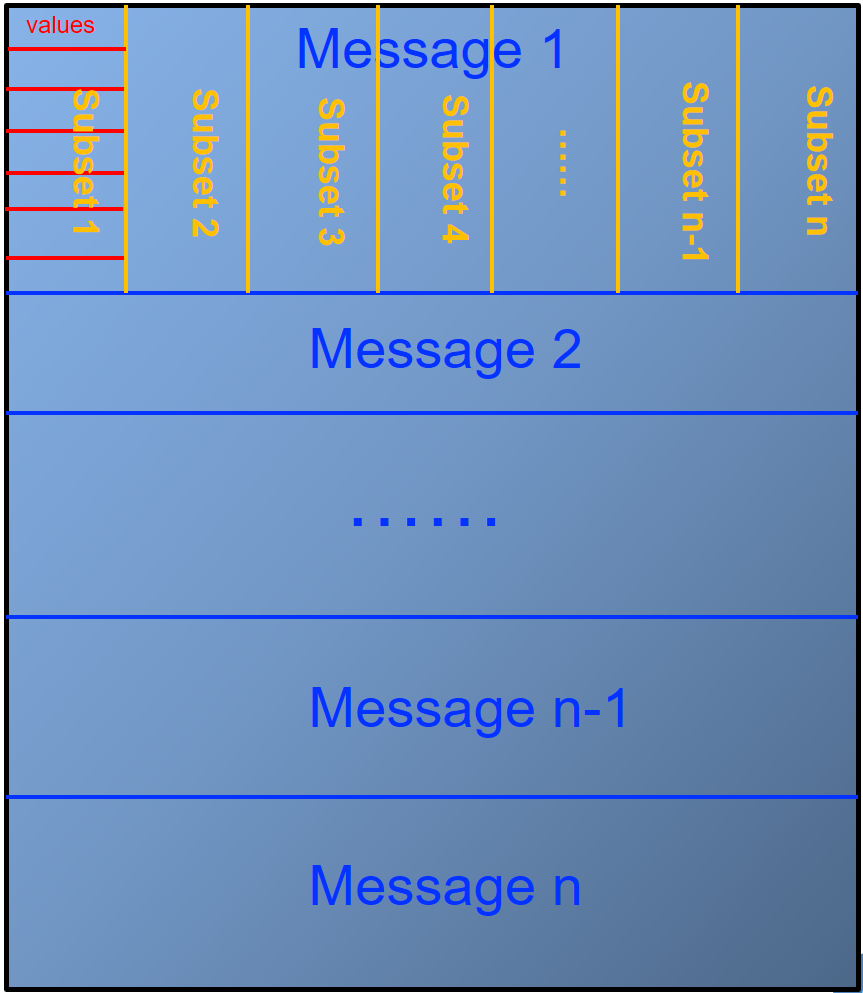 values
Message 1
Subset 1
Subset 2
Subset 3
Subset 4
......
Subset n-1
Subset n
Message 2
......
Message n-1
Message n